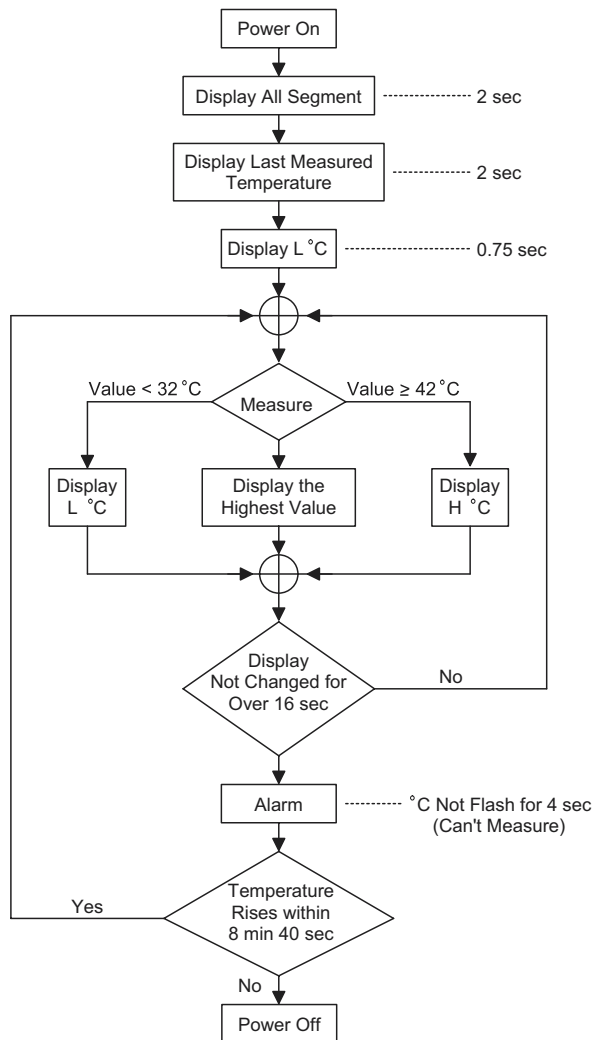 Power On
Display All Segment
2 sec
Display Last Measured
Temperature
2 sec
Display L °C
0.75 sec
Value < 32 °C
Measure
Value ≥ 42 °C
Display
L °C
Display the
Highest Value
Display
H °C
Display
Not Changed for
Over 16 sec
No
Alarm
°C Not Flash for 4 sec
(Can't Measure)
Temperature
Rises within
8 min 40 sec
Yes
No
Power Off